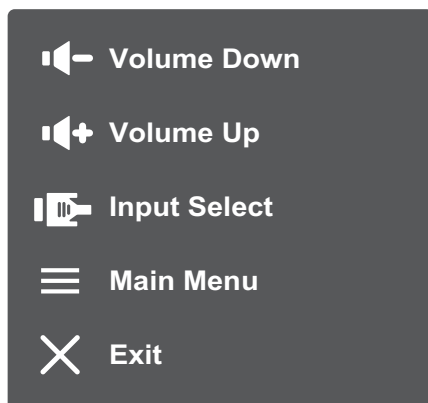 Volume Down
Volume Up
Input Select
Main Menu
Exit